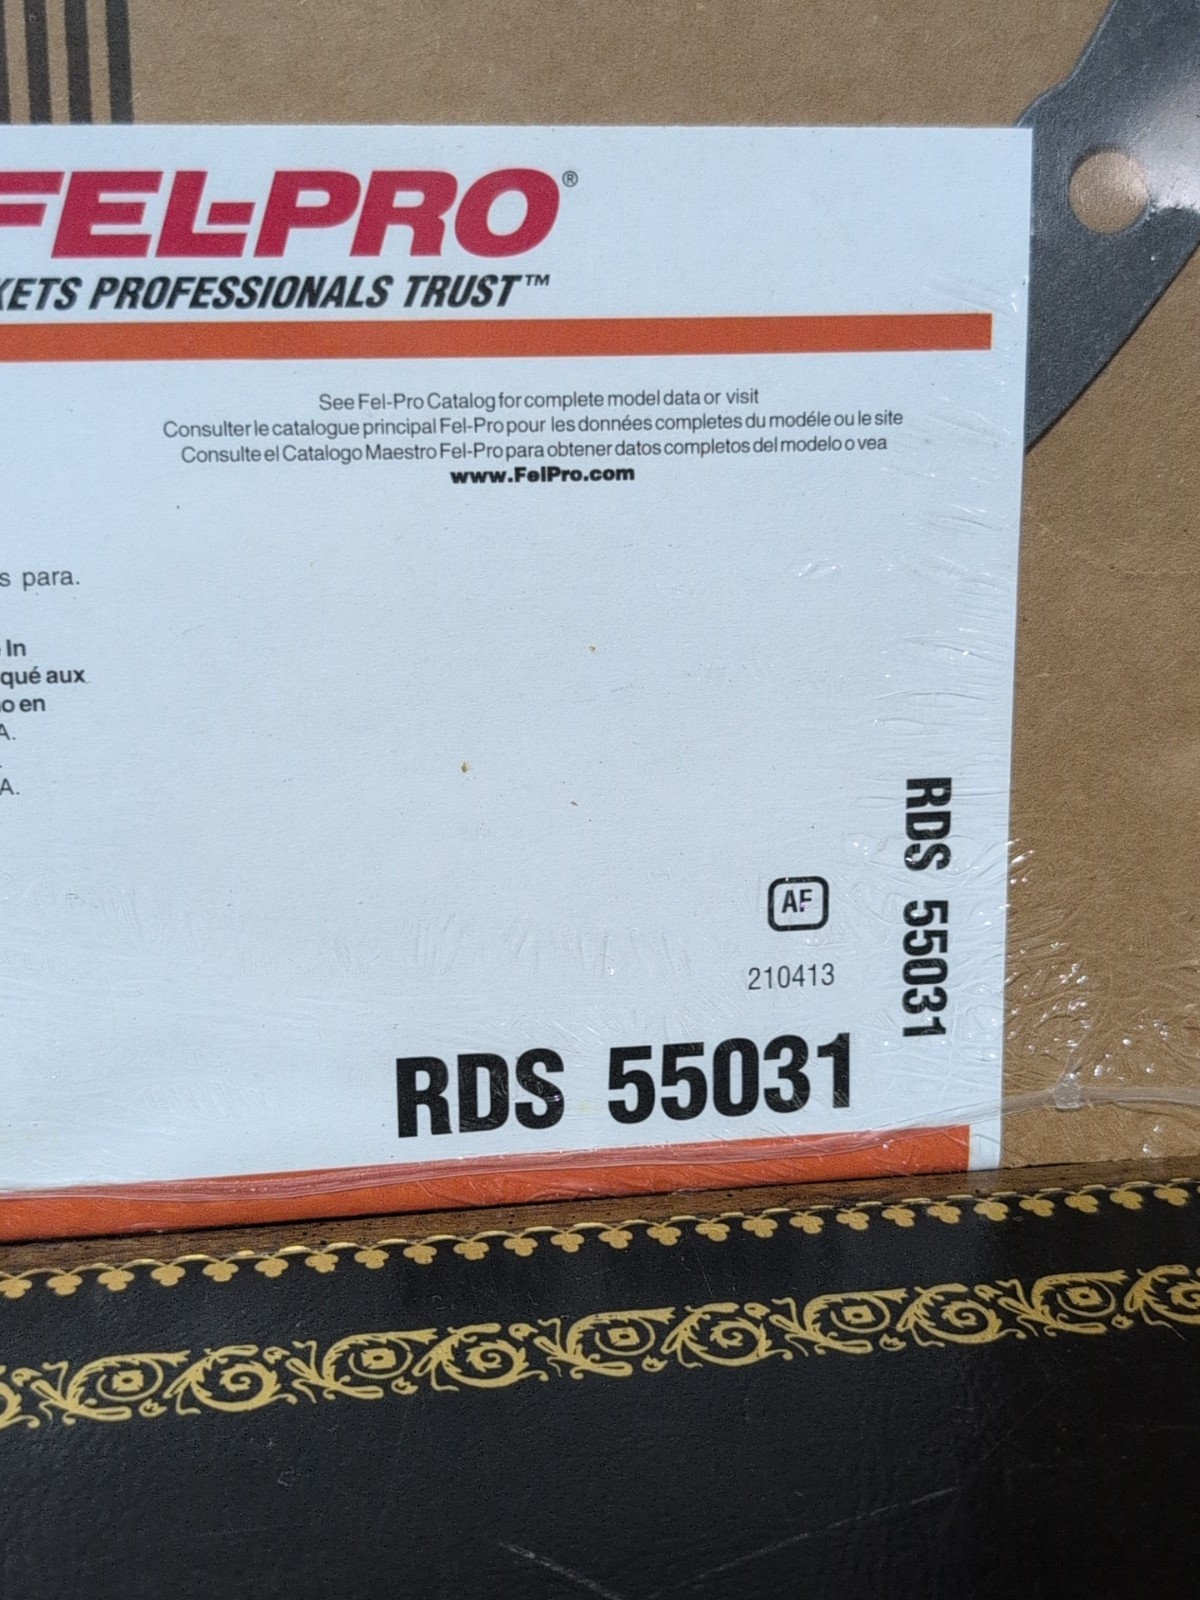 FEL-PRO®
KETS PROFESSIONALS TRUST™
See Fel-Pro Catalog for complete model data or visit
Consulter le catalogue principal Fel-Pro pour les données completes du modéle ou le site
Consulte el Catalogo Maestro Fel-Pro para obtener datos completos del modelo o vea
www.FelPro.com
s para.
In
qué aux
o en
A.
A.
AF
210413
RDS 55031
RDS 55031